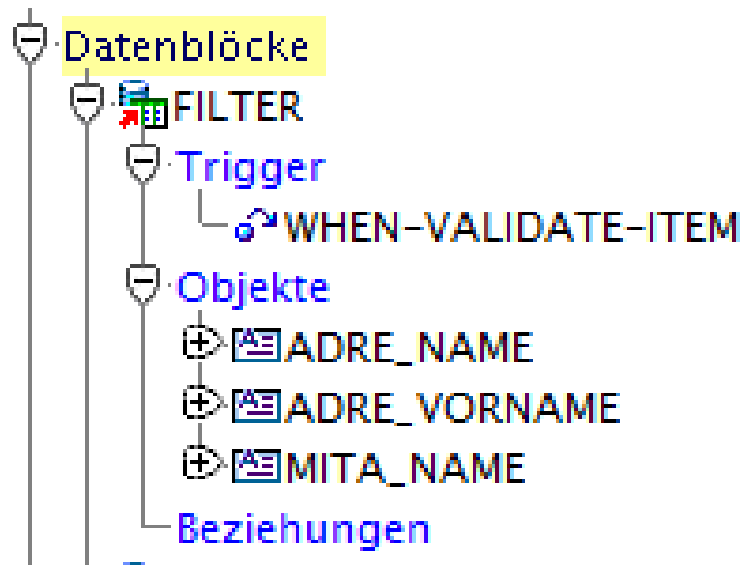 Datenblöcke
FILTER
Trigger
WHEN-VALIDATE-ITEM
Objekte
ADRE_NAME
ADRE_VORNAME
MITA_NAME
Beziehungen